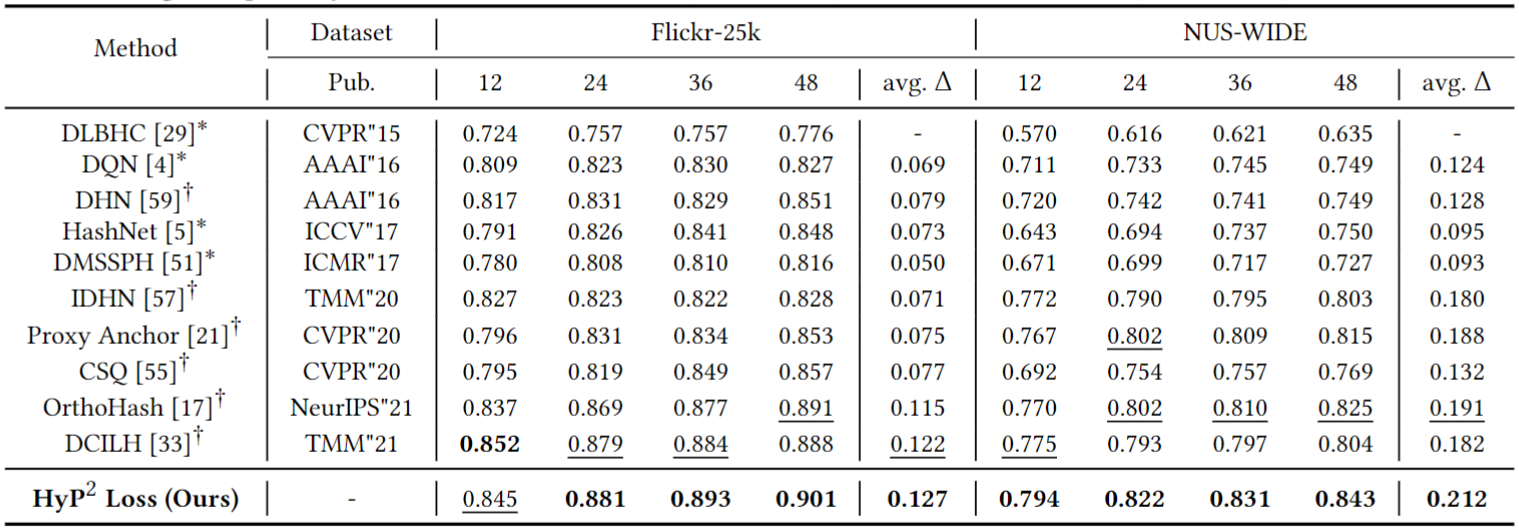 Method Dataset Flickr-25k NUS-WIDE
Pub. 12 24 36 48 avg. Δ 12 24 36 48 avg. Δ
DLBHC [29]* CVPR"15 0.724 0.757 0.757 0.776 - 0.570 0.616 0.621 0.635 -
DQN [4]* AAAI"16 0.809 0.823 0.830 0.827 0.069 0.711 0.733 0.745 0.749 0.124
DHN [59]† AAAI"16 0.817 0.831 0.829 0.851 0.079 0.720 0.742 0.741 0.749 0.128
HashNet [5]* ICCV"17 0.791 0.826 0.841 0.848 0.073 0.643 0.694 0.737 0.750 0.095
DMSSPH [51]* ICMR"17 0.780 0.808 0.810 0.816 0.050 0.671 0.699 0.717 0.727 0.093
IDHN [57]† TMM"20 0.827 0.823 0.822 0.828 0.071 0.772 0.790 0.795 0.803 0.180
Proxy Anchor [21]† CVPR"20 0.796 0.831 0.834 0.853 0.075 0.767 0.802 0.809 0.815 0.188
CSQ [55]† CVPR"20 0.795 0.819 0.849 0.857 0.077 0.692 0.754 0.757 0.769 0.132
OrthoHash [17]† NeurIPS"21 0.837 0.869 0.877 0.891 0.115 0.770 0.802 0.810 0.825 0.191
DCILH [33]† TMM"21 0.852 0.879 0.884 0.888 0.122 0.775 0.793 0.797 0.804 0.182
HyP² Loss (Ours) - 0.845 0.881 0.893 0.901 0.127 0.794 0.822 0.831 0.843 0.212